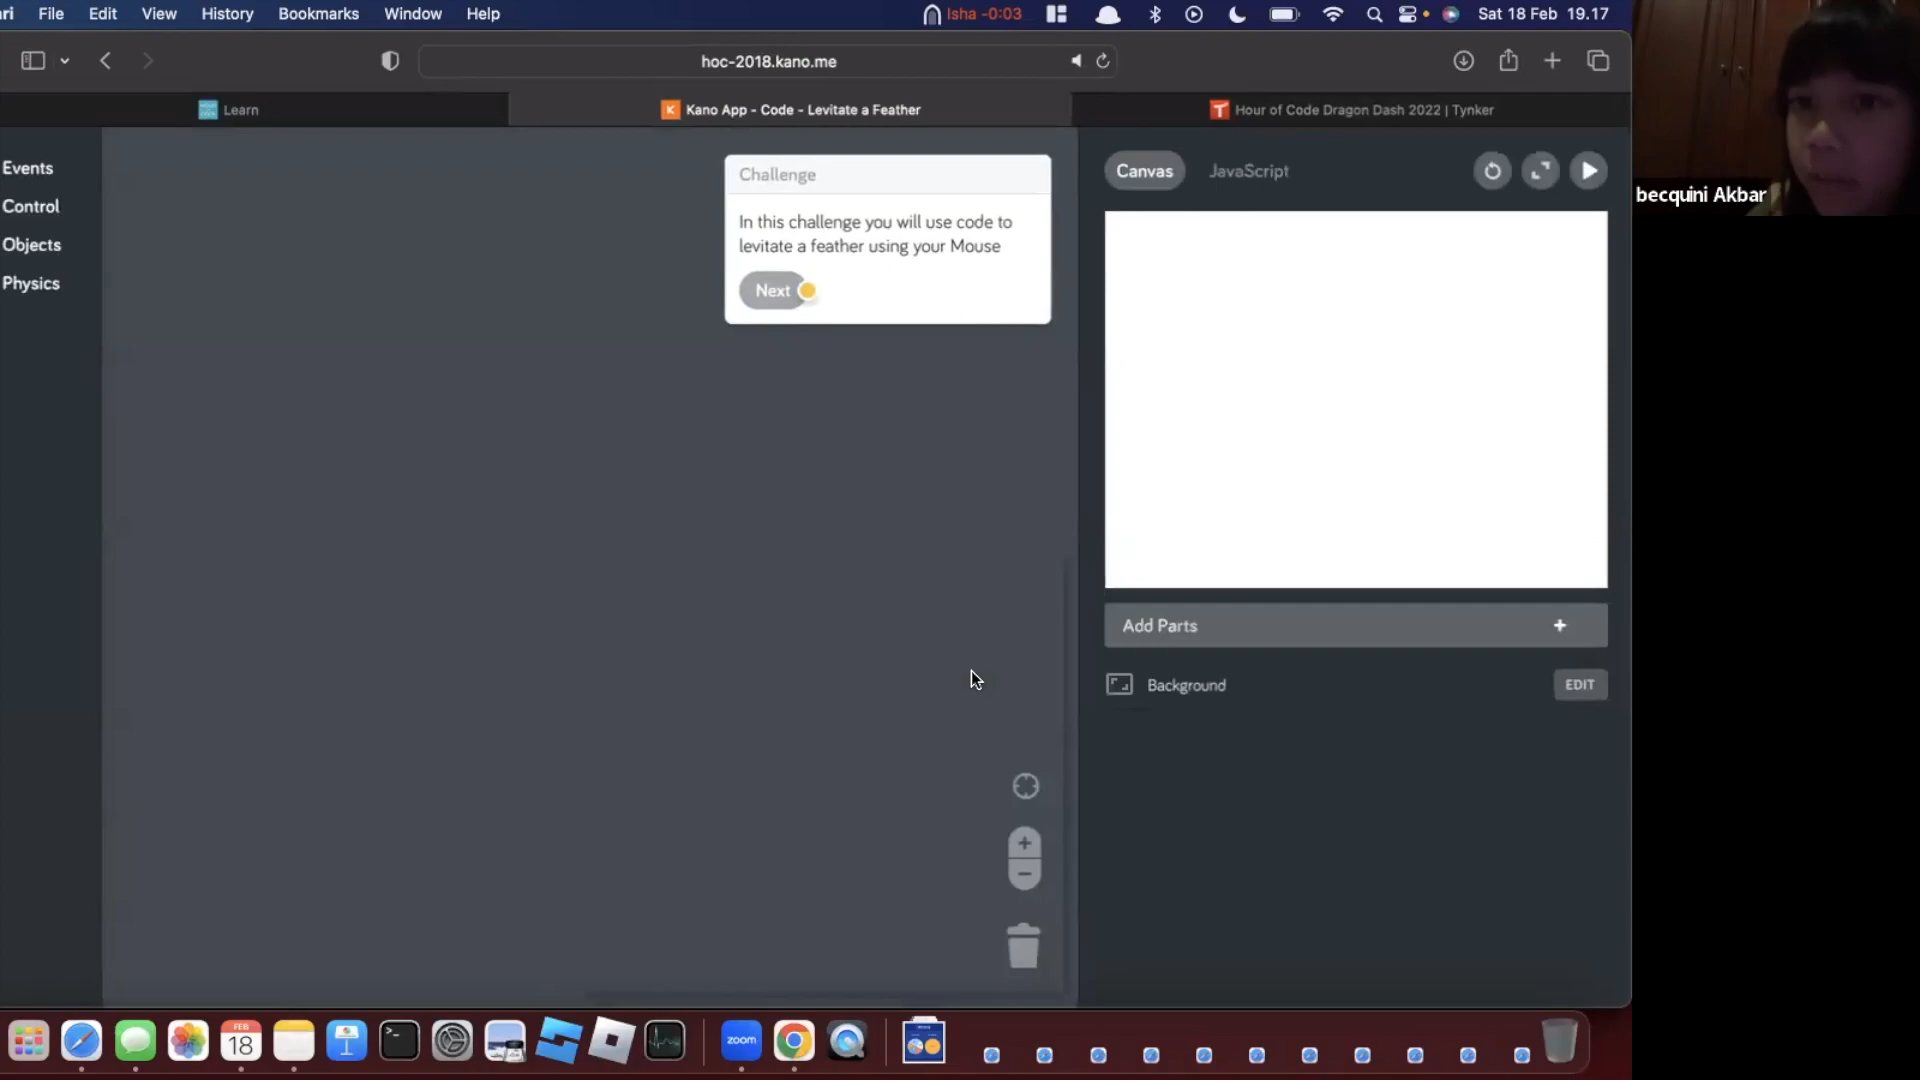 ri File Edit View History Bookmarks Window Help Isha -0:03 Sat 18 Feb 19.17
hoc-2018.kano.me
Learn
K Kano App - Code - Levitate a Feather
T Hour of Code Dragon Dash 2022 | Tynker
Events
Control
Objects
Physics
Challenge
In this challenge you will use code to
levitate a feather using your Mouse
Next
Canvas JavaScript
Add Parts +
Background EDIT
becquini Akbar
+
−
FEB
18
zoom